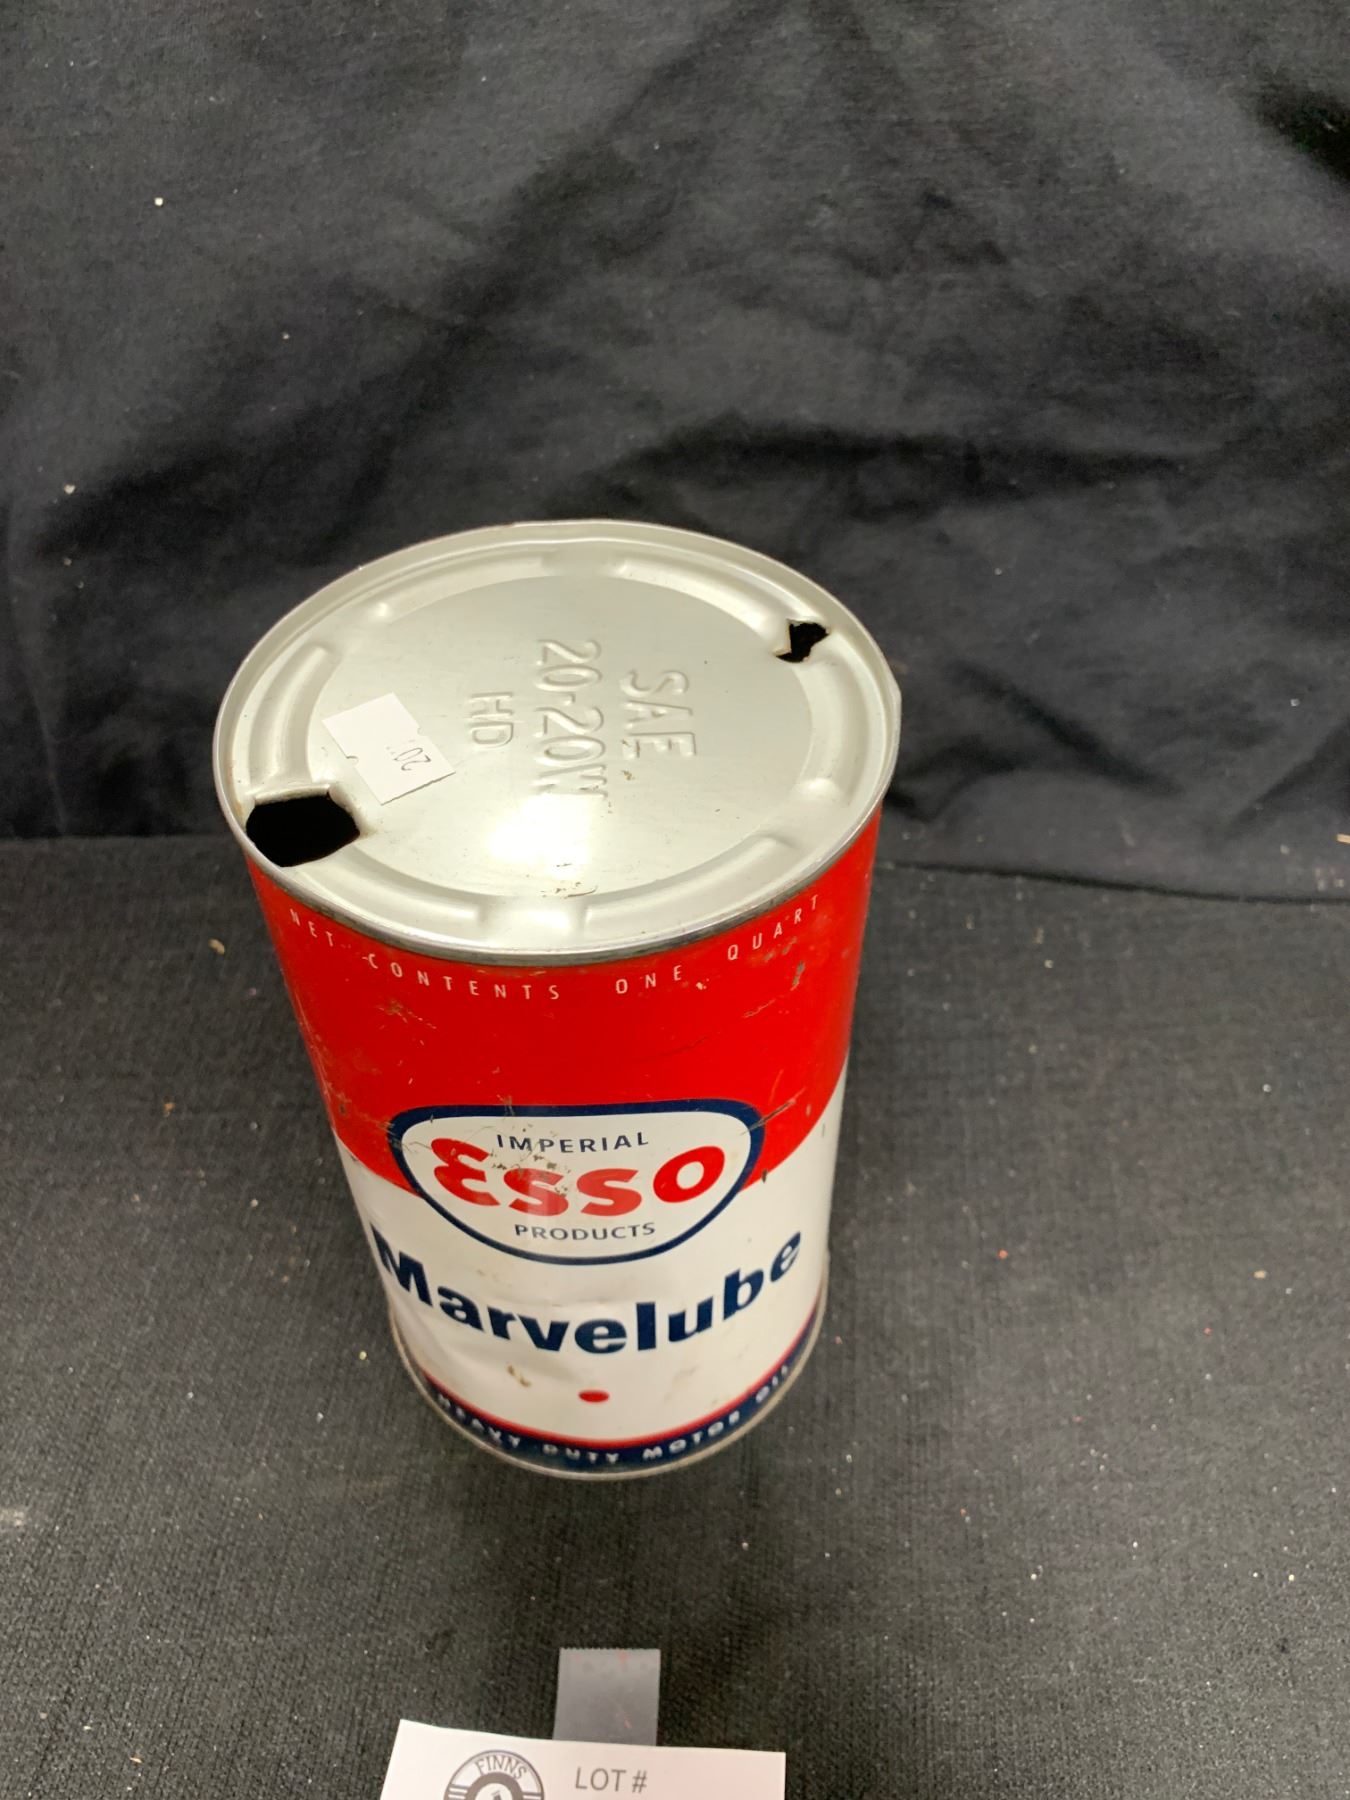 SAE
20-20W
HD
20
NET CONTENTS ONE QUART
IMPERIAL
Esso
PRODUCTS
Marvelube
HEAVY DUTY MOTOR OIL
FINNS
LOT #